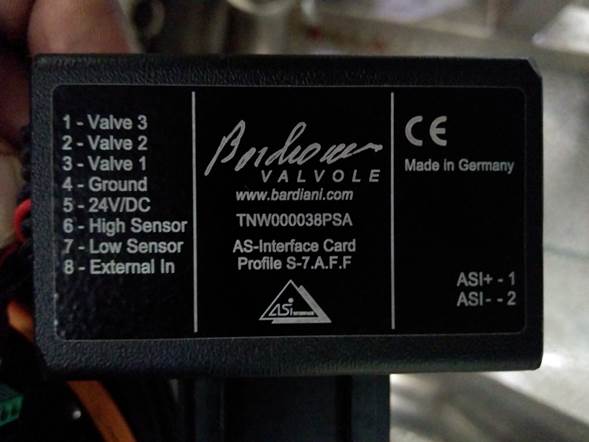 1 - Valve 3
2 - Valve 2
3 - Valve 1
4 - Ground
5 - 24V/DC
6 - High Sensor
7 - Low Sensor
8 - External In
Bardiani
VALVOLE
www.bardiani.com
TNW000038PSA
AS-Interface Card
Profile S-7.A.F.F
ASi
INTERFACE
CE
Made in Germany
ASI+ - 1
ASI- - 2